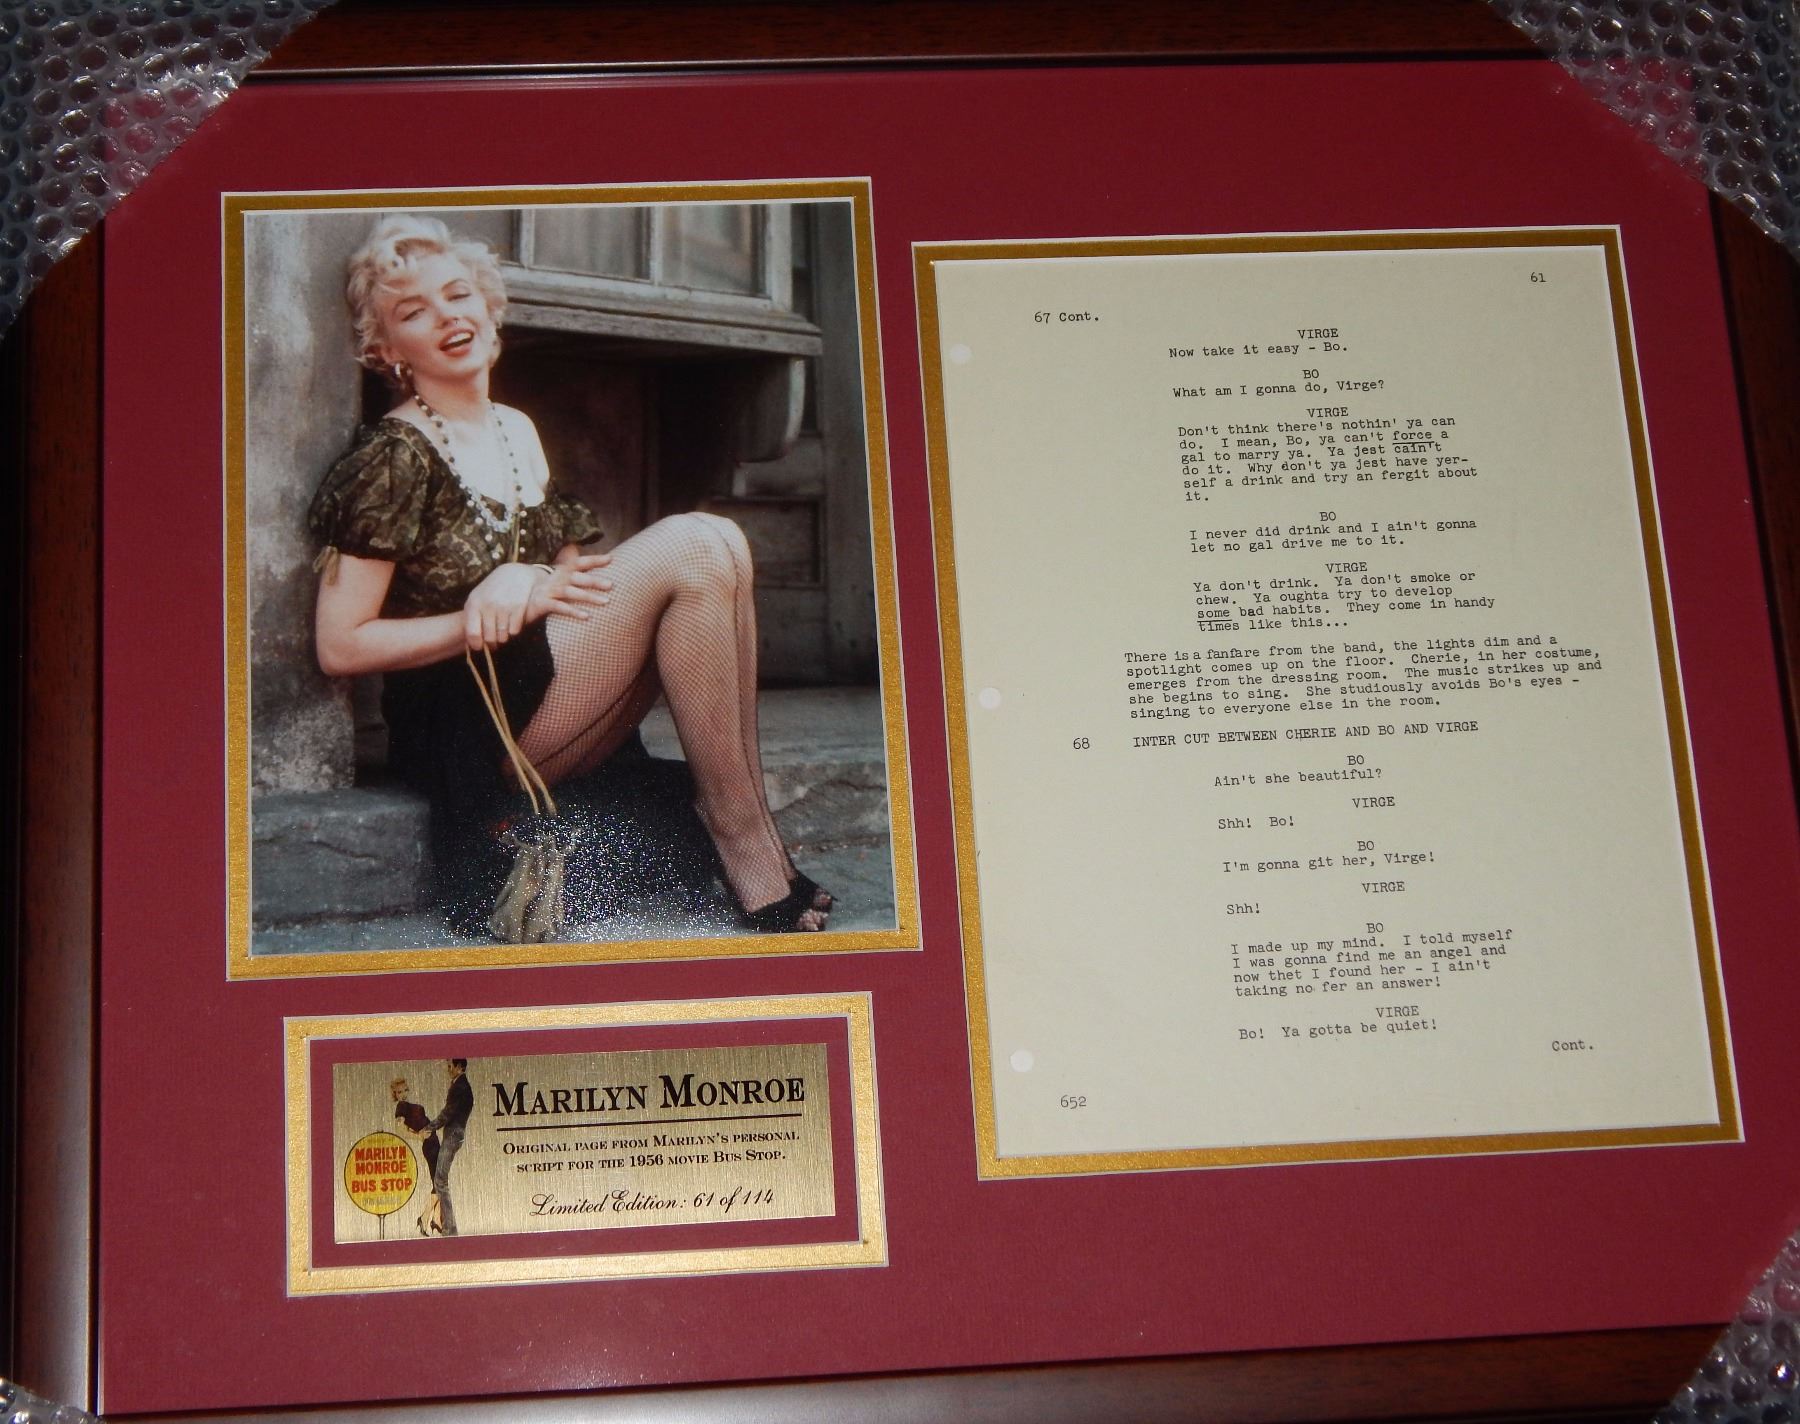 61
67 Cont.
VIRGE
Now take it easy - Bo.
BO
What am I gonna do, Virge?
VIRGE
Don't think there's nothin' ya can
do.  I mean, Bo, ya can't force a
gal to marry ya.  Ya jest cain't
do it.  Why don't ya jest have yer-
self a drink and try an fergit about
it.
BO
I never did drink and I ain't gonna
let no gal drive me to it.
VIRGE
Ya don't drink.  Ya don't smoke or
chew.  Ya oughta try to develop
some bad habits.  They come in handy
times like this...
There is a fanfare from the band, the lights dim and a
spotlight comes up on the floor.  Cherie, in her costume,
emerges from the dressing room.  The music strikes up and
she begins to sing.  She studiously avoids Bo's eyes -
singing to everyone else in the room.
68 INTER CUT BETWEEN CHERIE AND BO AND VIRGE
BO
Ain't she beautiful?
VIRGE
Shh!  Bo!
BO
I'm gonna git her, Virge!
VIRGE
Shh!
BO
I made up my mind.  I told myself
I was gonna find me an angel and
now thet I found her - I ain't
taking no fer an answer!
VIRGE
Bo!  Ya gotta be quiet!
Cont.
652
MARILYN MONROE
ORIGINAL PAGE FROM MARILYN'S PERSONAL
SCRIPT FOR THE 1956 MOVIE BUS STOP.
Limited Edition: 61 of 114
MARILYN
MONROE
BUS STOP